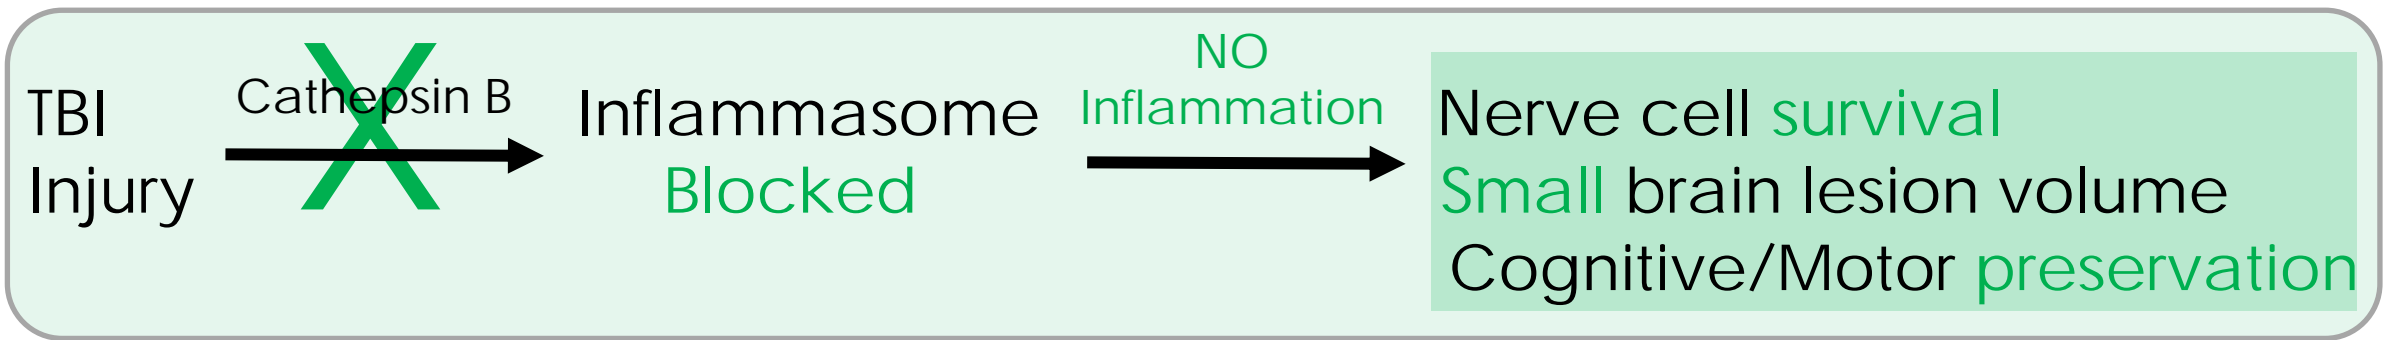 TBI
Injury
X
Cathepsin B
Inflammasome
Blocked
NO
Inflammation
Nerve cell survival
Small brain lesion volume
Cognitive/Motor preservation